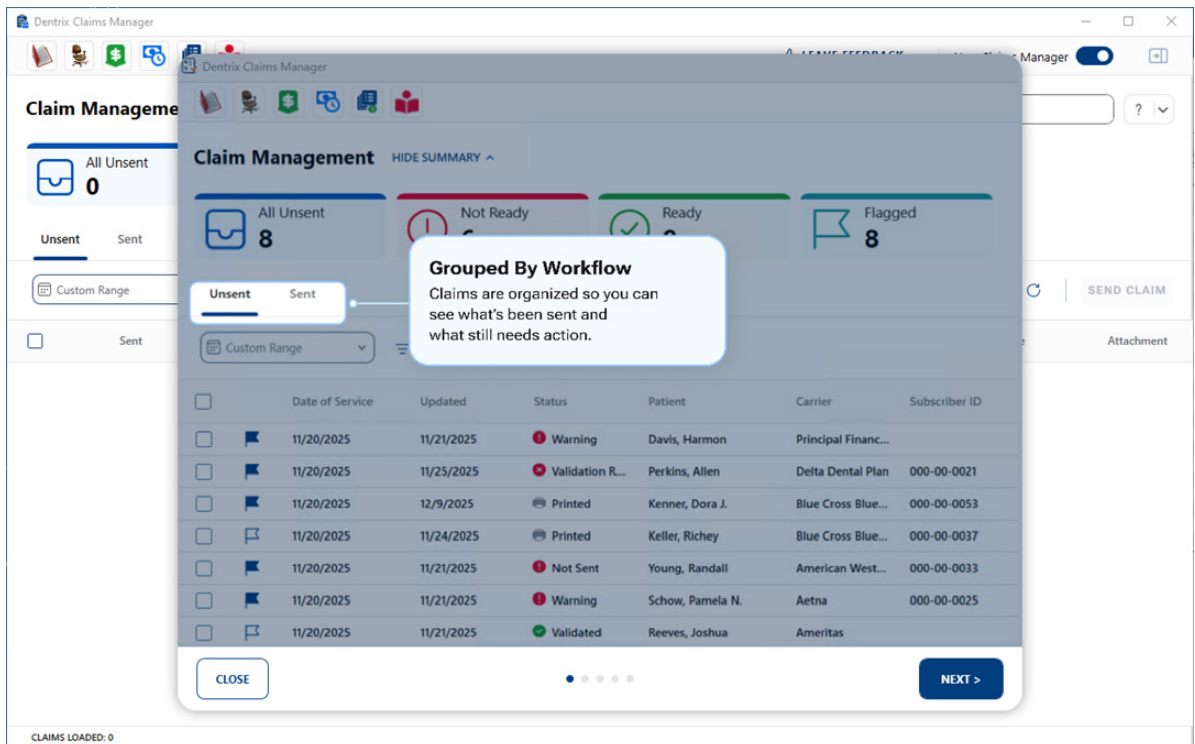 Dentrix Claims Manager
Manager
Claim Manageme
?
All Unsent
0
Unsent
Sent
Custom Range
SEND CLAIM
Sent
Attachment
Dentrix Claims Manager
Claim Management HIDE SUMMARY
All Unsent
8
Not Ready
Ready
Flagged
8
Unsent Sent
Grouped By Workflow
Claims are organized so you can
see what's been sent and
what still needs action.
Custom Range
Date of Service Updated Status Patient Carrier Subscriber ID
11/20/2025 11/21/2025 Warning Davis, Harmon Principal Financ...
11/20/2025 11/25/2025 Validation R... Perkins, Allen Delta Dental Plan 000-00-0021
11/20/2025 12/9/2025 Printed Kenner, Dora J. Blue Cross Blue... 000-00-0053
11/20/2025 11/24/2025 Printed Keller, Richey Blue Cross Blue... 000-00-0037
11/20/2025 11/21/2025 Not Sent Young, Randall American West... 000-00-0033
11/20/2025 11/21/2025 Warning Schow, Pamela N. Aetna 000-00-0025
11/20/2025 11/21/2025 Validated Reeves, Joshua Ameritas
CLOSE
NEXT >
CLAIMS LOADED: 0